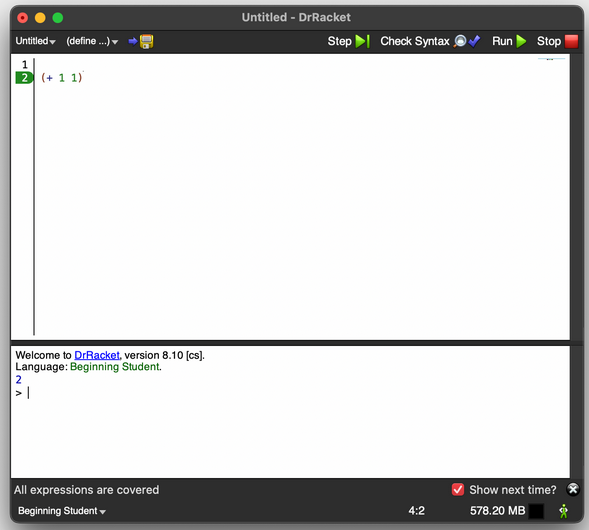 Untitled - DrRacket
Untitled (define ...) Step Check Syntax Run Stop
1
2 (+ 1 1)
Welcome to DrRacket, version 8.10 [cs].
Language: Beginning Student.
2
>
All expressions are covered Show next time?
Beginning Student 4:2 578.20 MB